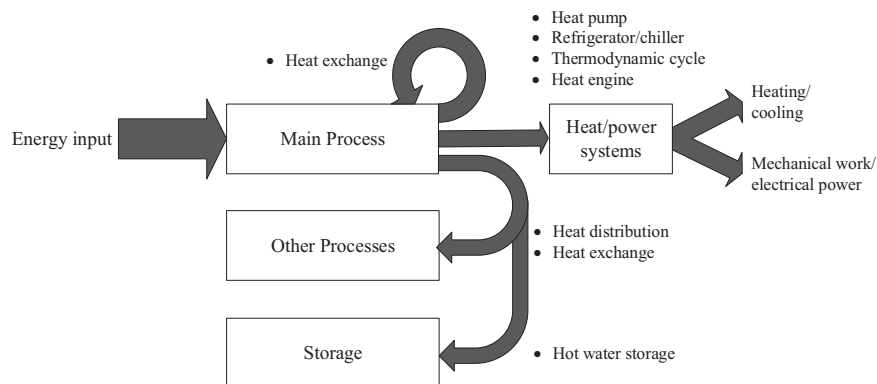 • Heat pump
• Refrigerator/chiller
• Thermodynamic cycle
• Heat engine
• Heat exchange
Energy input
Main Process
Heat/power
systems
Heating/
cooling
Mechanical work/
electrical power
Other Processes
• Heat distribution
• Heat exchange
Storage
• Hot water storage